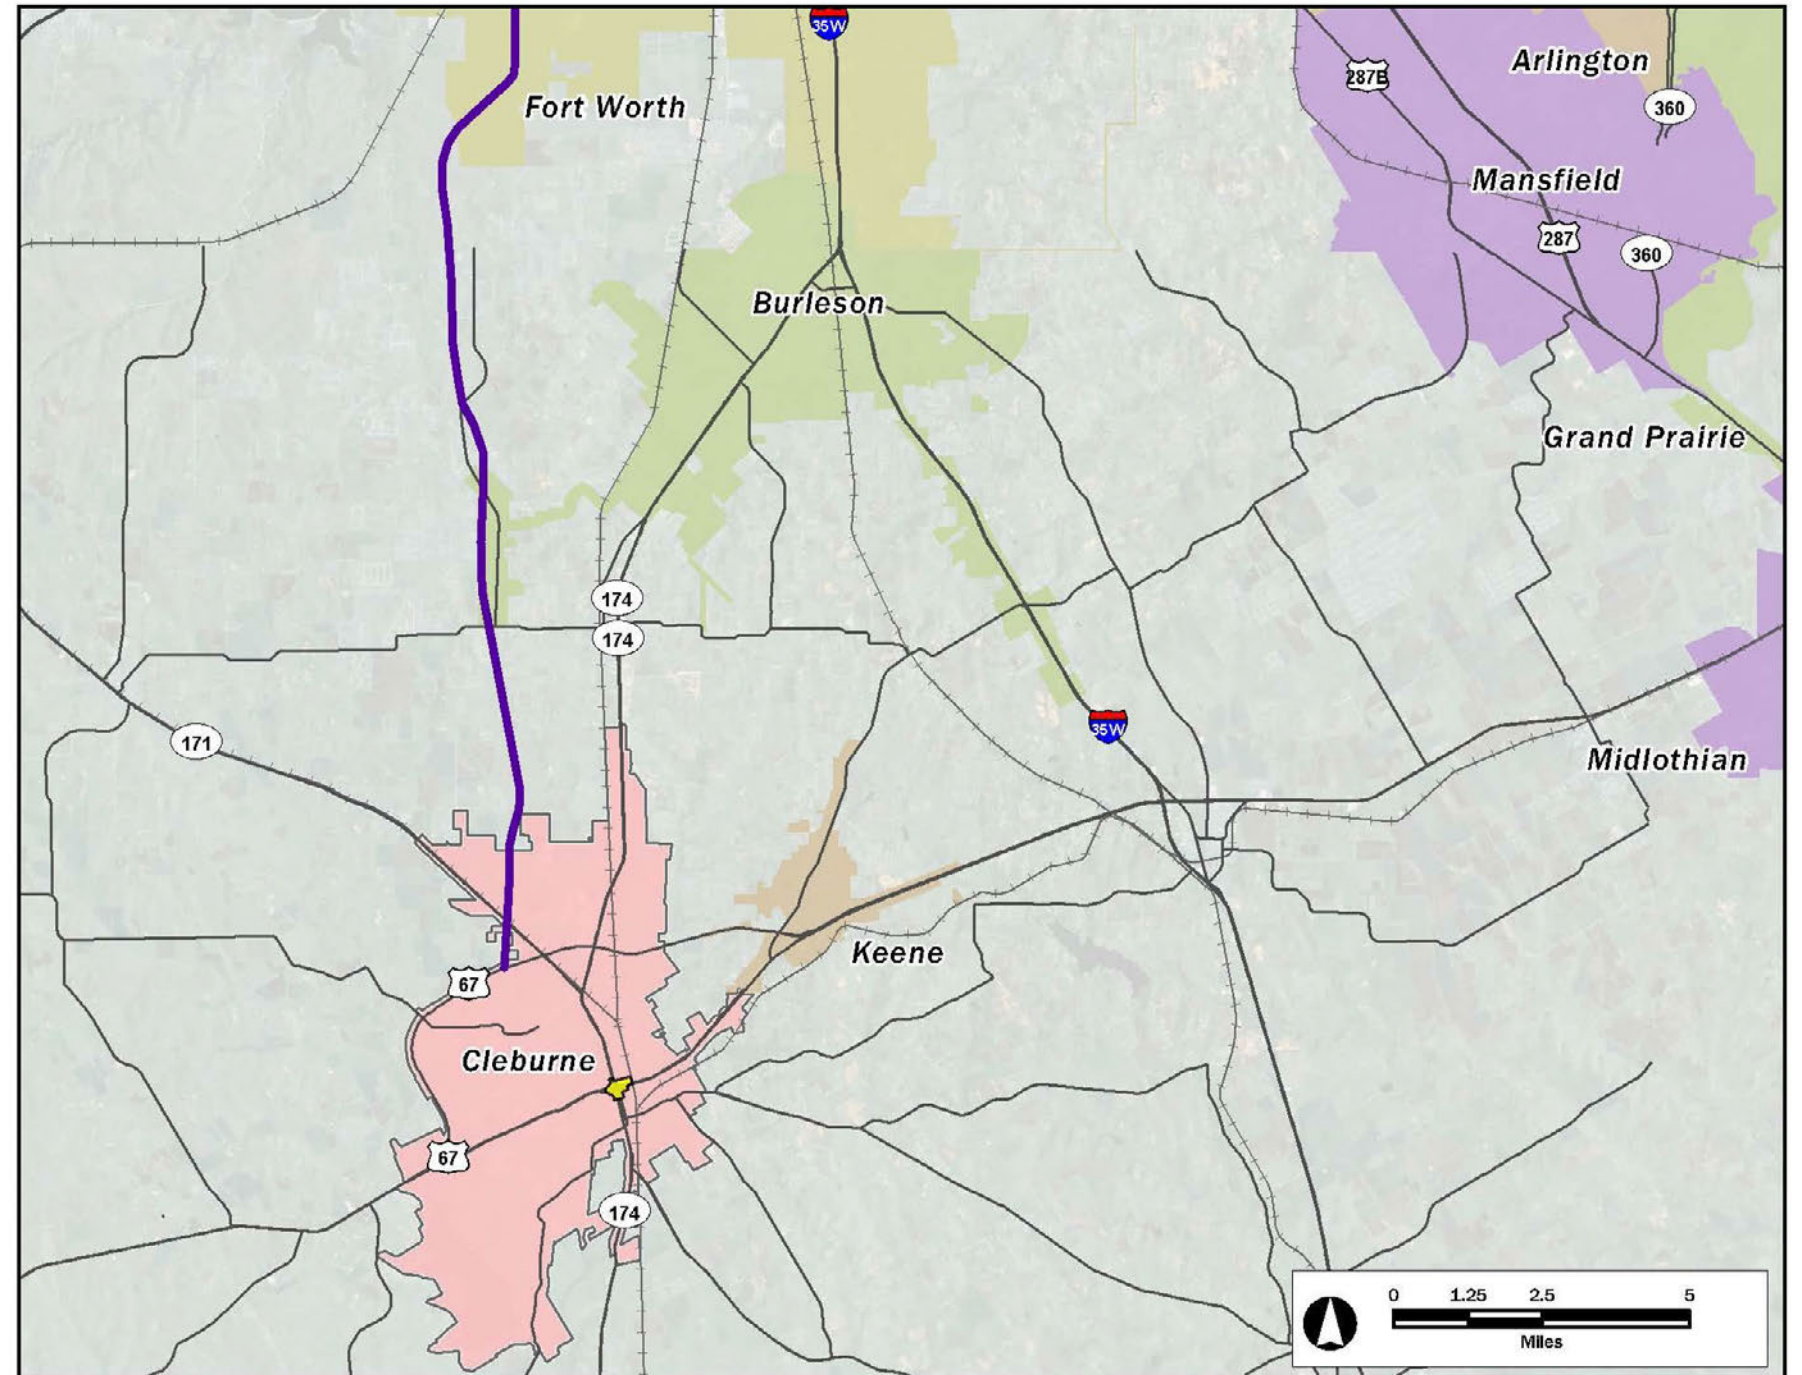 35W
287B
Arlington
360
Fort Worth
Mansfield
287
360
Burleson
Grand Prairie
174
174
35W
171
Midlothian
Keene
67
Cleburne
67
174
0 1.25 2.5 5
Miles